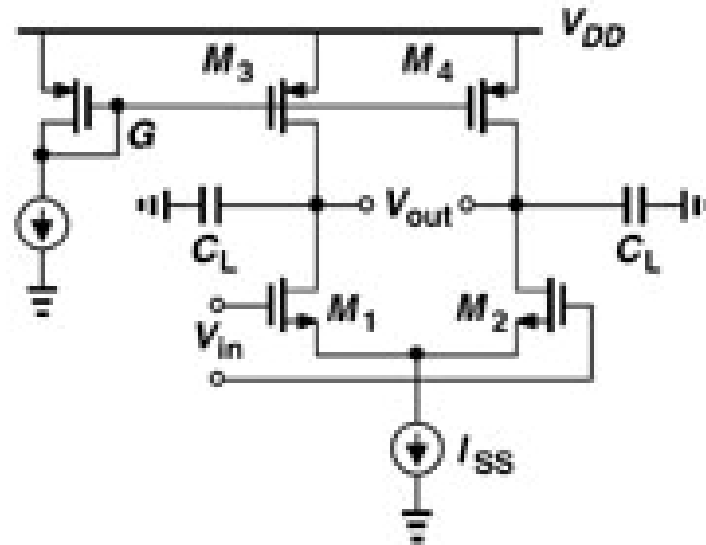 V_DD
M_3 M_4
G
V_out
C_L C_L
M_1 M_2
V_in
I_SS